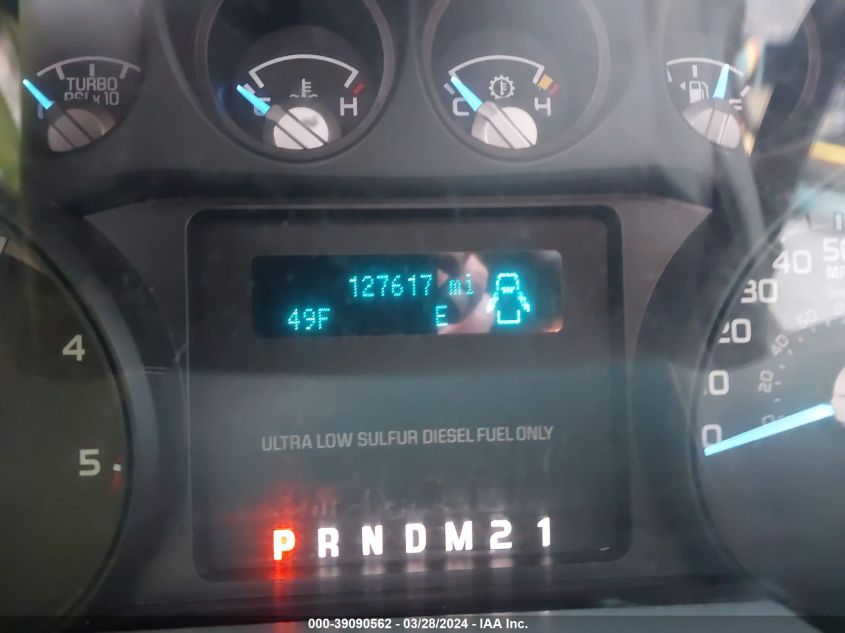 TURBO
PSI x 10
C H
C H
127617 mi
49F E
ULTRA LOW SULFUR DIESEL FUEL ONLY
P R N D M 2 1
4
5
40
30
20
0
000-39090562 - 03/28/2024 - IAA Inc.